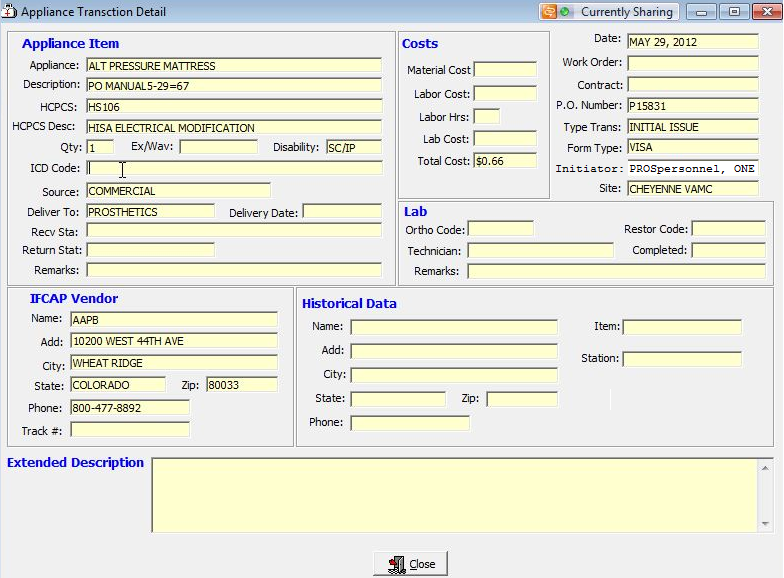 Appliance Transction Detail
Currently Sharing
Appliance Item
Appliance: ALT PRESSURE MATTRESS
Description: PO MANUAL5-29=67
HCPCS: HS106
HCPCS Desc: HISA ELECTRICAL MODIFICATION
Qty: 1 Ex/Wav: Disability: SC/IP
ICD Code:
Source: COMMERCIAL
Deliver To: PROSTHETICS Delivery Date:
Recv Sta:
Return Stat:
Remarks:
Costs
Material Cost
Labor Cost:
Labor Hrs:
Lab Cost:
Total Cost: $0.66
Date: MAY 29, 2012
Work Order:
Contract:
P.O. Number: P15831
Type Trans: INITIAL ISSUE
Form Type: VISA
Initiator: PROSpersonnel, ONE
Site: CHEYENNE VAMC
Lab
Ortho Code: Restor Code:
Technician: Completed:
Remarks:
IFCAP Vendor
Name: AAPB
Add: 10200 WEST 44TH AVE
City: WHEAT RIDGE
State: COLORADO Zip: 80033
Phone: 800-477-8892
Track #:
Historical Data
Name: Item:
Add: Station:
City:
State: Zip:
Phone:
Extended Description
Close